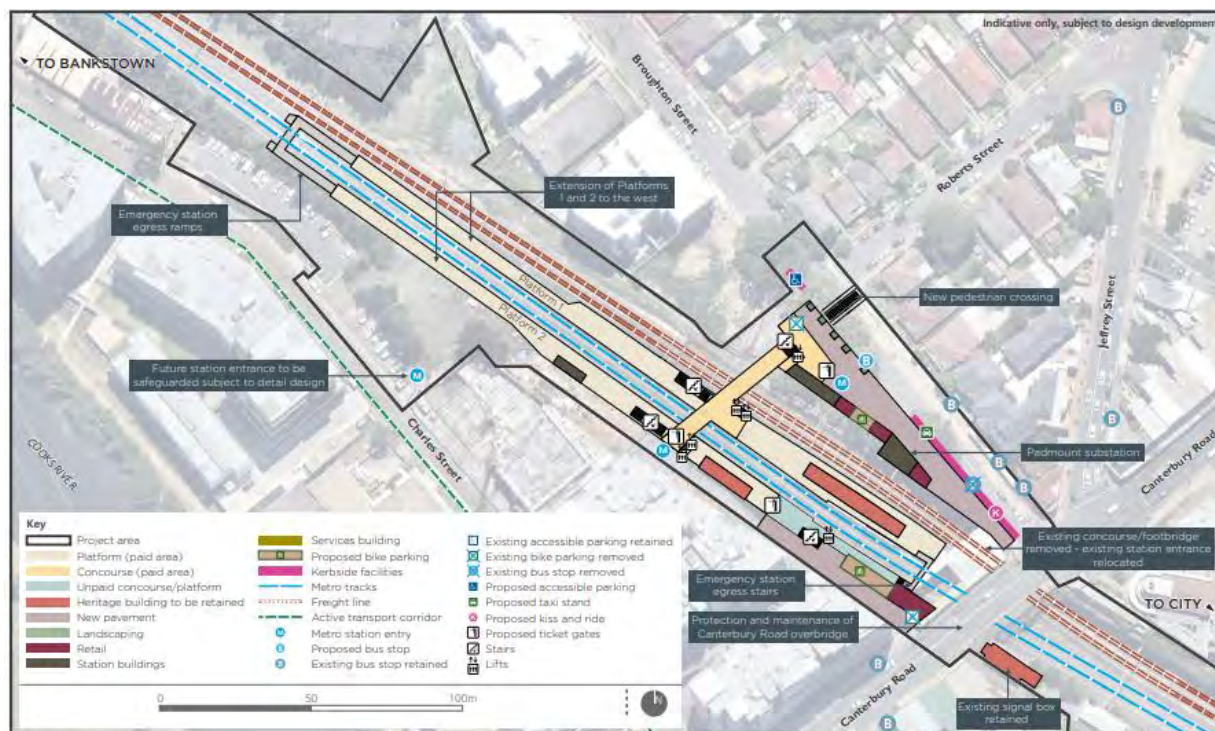 Indicative only, subject to design development
TO BANKSTOWN
Broughton Street
Roberts Street
Jeffrey Street
B
Extension of Platforms
1 and 2 to the west
Emergency station
egress ramps
Platform 1
Platform 2
New pedestrian crossing
Future station entrance to be
safeguarded subject to detail design
M
M
M
B
B
B
B
B
Charles Street
COOKS RIVER
Canterbury Road
Padmount substation
K
Existing concourse/footbridge
removed - existing station entrance
relocated
Emergency station
egress stairs
Protection and maintenance of
Canterbury Road overbridge
TO CITY
B
B
Canterbury Road
Existing signal box
retained
Key
Project area
Platform (paid area)
Concourse (paid area)
Unpaid concourse/platform
Heritage building to be retained
New pavement
Landscaping
Retail
Station buildings
Services building
Proposed bike parking
Kerbside facilities
Metro tracks
Freight line
Active transport corridor
M Metro station entry
B Proposed bus stop
B Existing bus stop retained
Existing accessible parking retained
Existing bike parking removed
Existing bus stop removed
Proposed accessible parking
Proposed taxi stand
Proposed kiss and ride
Proposed ticket gates
Stairs
Lifts
0 50 100m
N